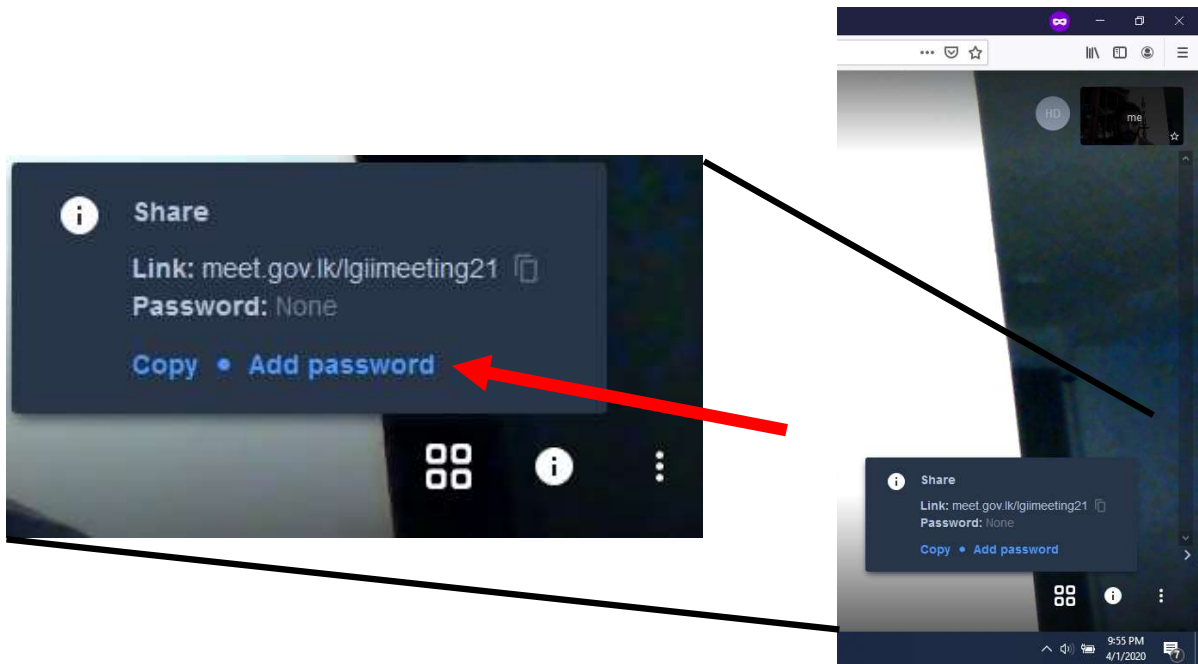 Share
Link: meet.gov.lk/lgiimeeting21
Password: None
Copy • Add password
HD
me
Share
Link: meet.gov.lk/lgiimeeting21
Password: None
Copy • Add password
9:55 PM
4/1/2020
7